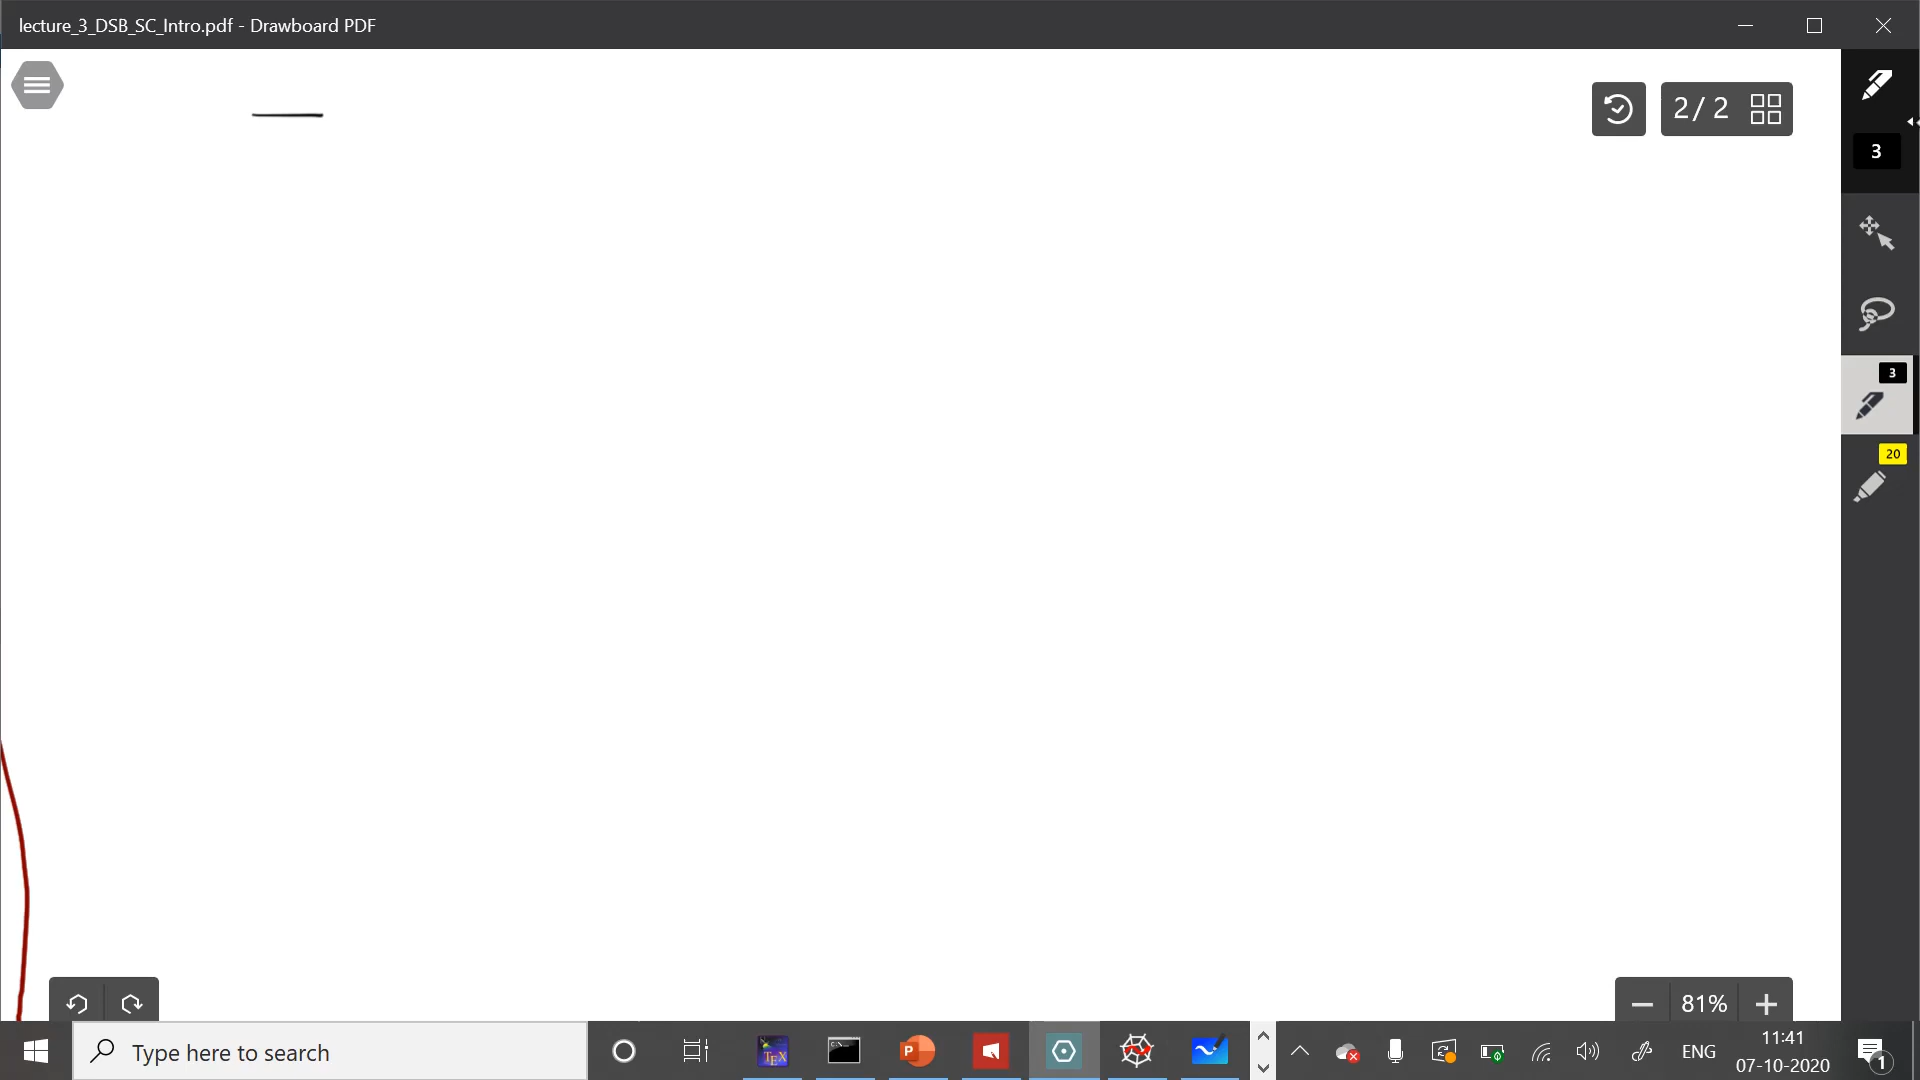 lecture_3_DSB_SC_Intro.pdf - Drawboard PDF
2/ 2
3
3
20
81%
Type here to search
TEX
C:\_
P
ENG
11:41
07-10-2020
1